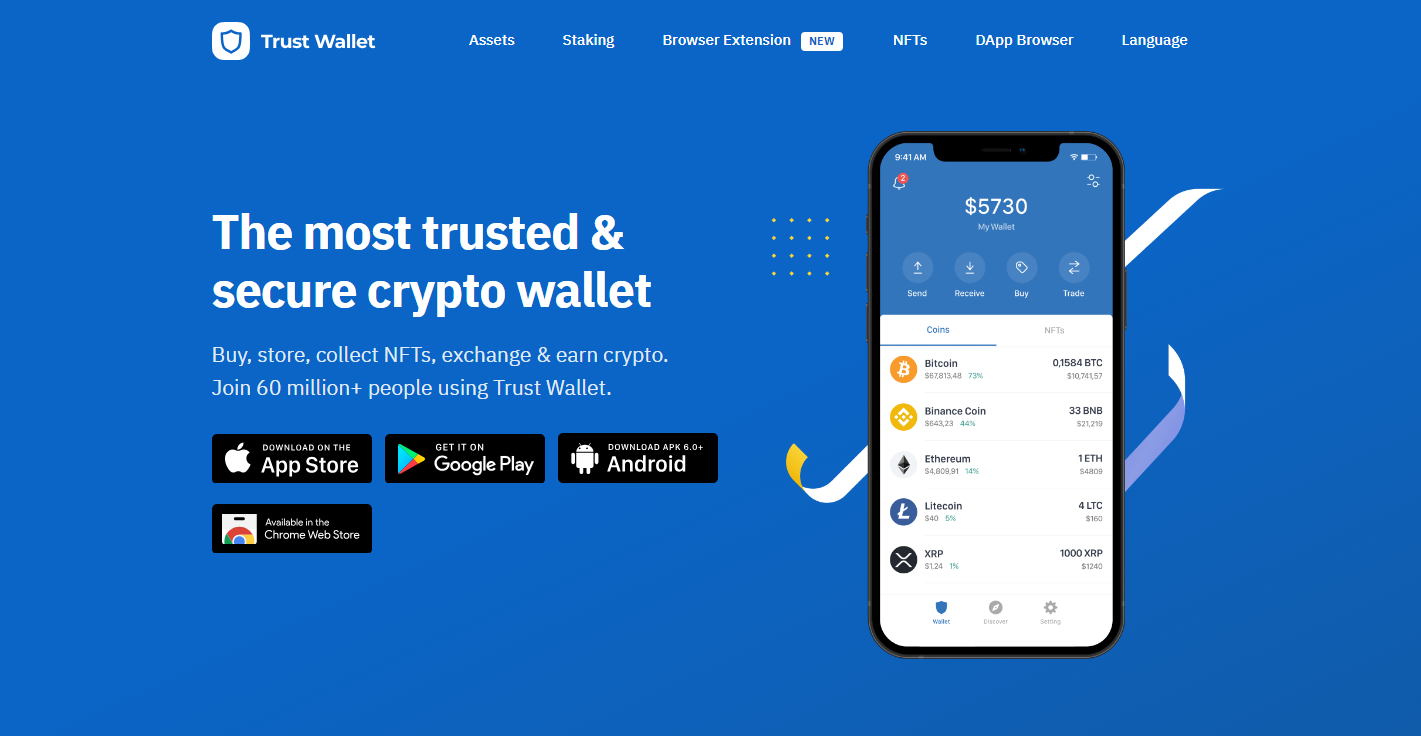 Trust Wallet
Assets
Staking
Browser Extension NEW
NFTs
DApp Browser
Language
The most trusted &
secure crypto wallet
Buy, store, collect NFTs, exchange & earn crypto.
Join 60 million+ people using Trust Wallet.
DOWNLOAD ON THE
App Store
GET IT ON
Google Play
DOWNLOAD APK 6.0+
Android
Available in the
Chrome Web Store
9:41 AM
2
$5730
My Wallet
Send
Receive
Buy
Trade
Coins
NFTs
Bitcoin 0,1584 BTC
$67,813,48 73% $10,741,57
Binance Coin 33 BNB
$643,23 44% $21,219
Ethereum 1 ETH
$4,809,91 14% $4809
Litecoin 4 LTC
$40 5% $160
XRP 1000 XRP
$1,24 1% $1240
Wallet
Discover
Setting